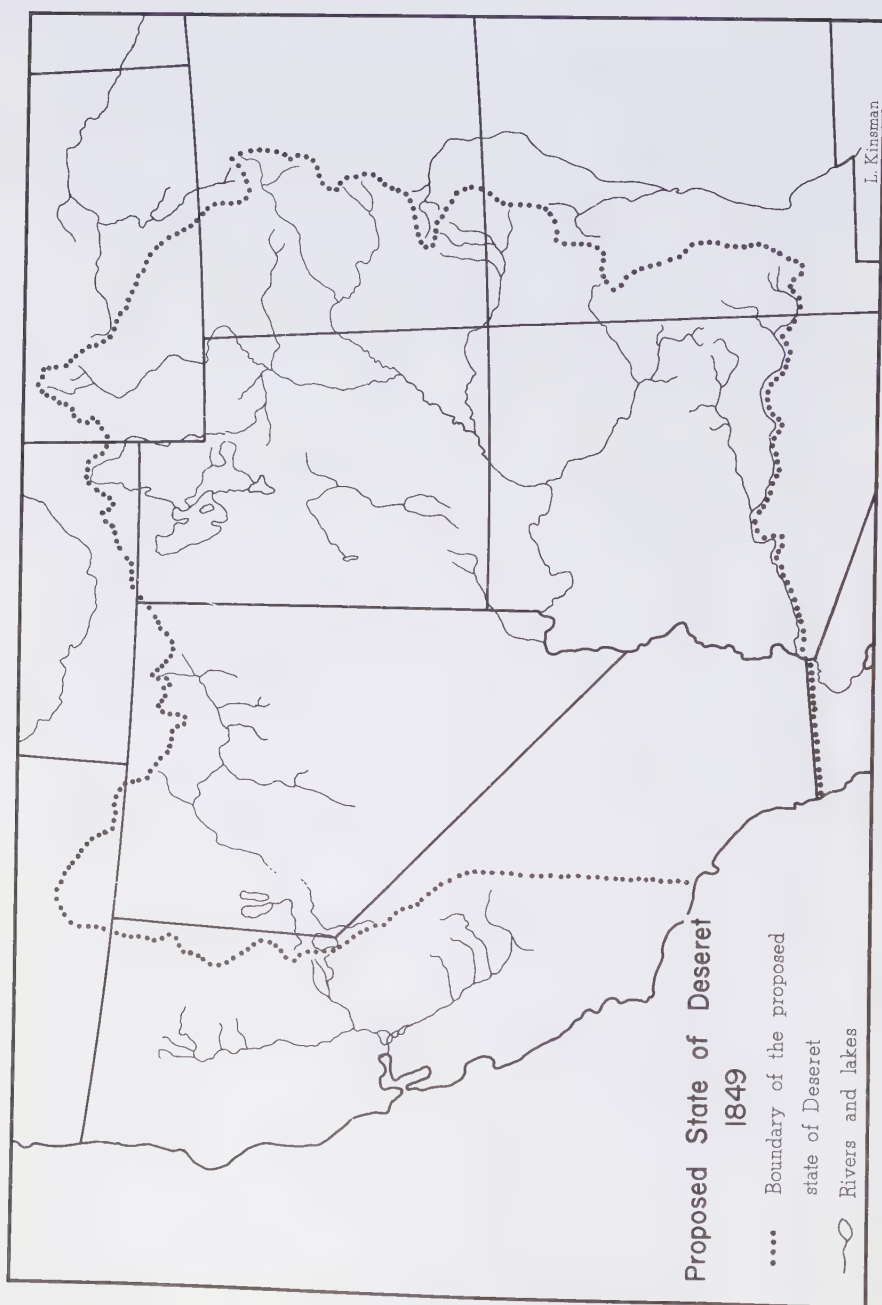 Proposed State of Deseret
1849
Boundary of the proposed
state of Deseret
Rivers and lakes
L. Kinsman